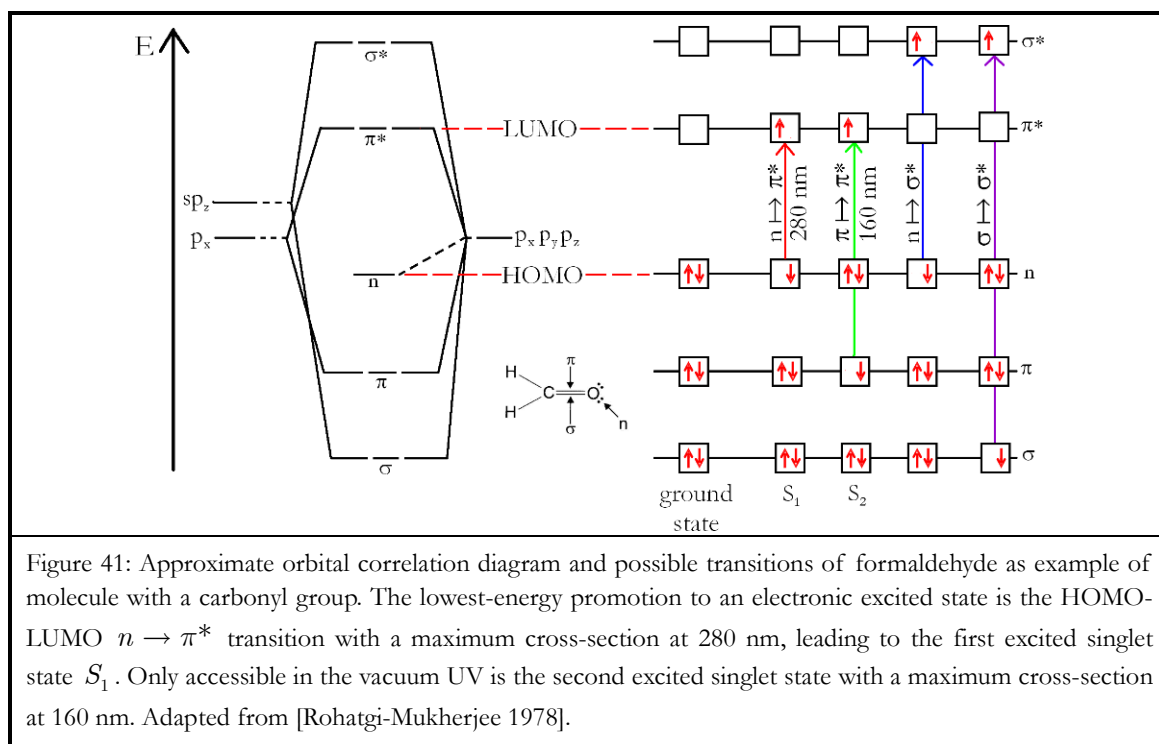 E
σ*
π*
LUMO
sp_z
p_x
p_x p_y p_z
n
HOMO
π
σ
H
H
C
O
π
σ
n
σ*
π*
n
π
σ
n → π*
280 nm
π → π*
160 nm
n → σ*
σ → σ*
ground
state
S₁
S₂
Figure 41: Approximate orbital correlation diagram and possible transitions of formaldehyde as example of
molecule with a carbonyl group. The lowest-energy promotion to an electronic excited state is the HOMO-
LUMO n → π* transition with a maximum cross-section at 280 nm, leading to the first excited singlet
state S₁. Only accessible in the vacuum UV is the second excited singlet state with a maximum cross-section
at 160 nm. Adapted from [Rohatgi-Mukherjee 1978].